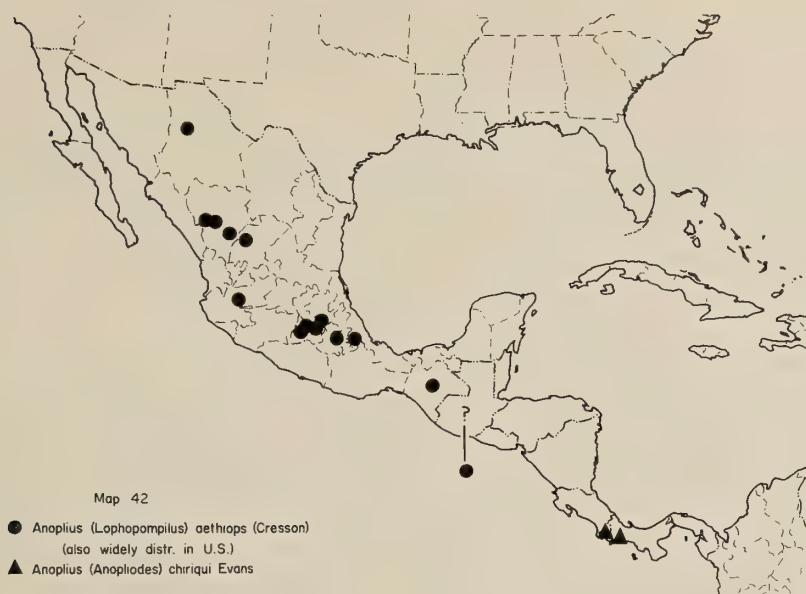 Map 42
Anoplius (Lophopompilus) aethiops (Cresson)
(also widely distr. in U.S.)
Anoplius (Anopliodes) chiriqui Evans
?